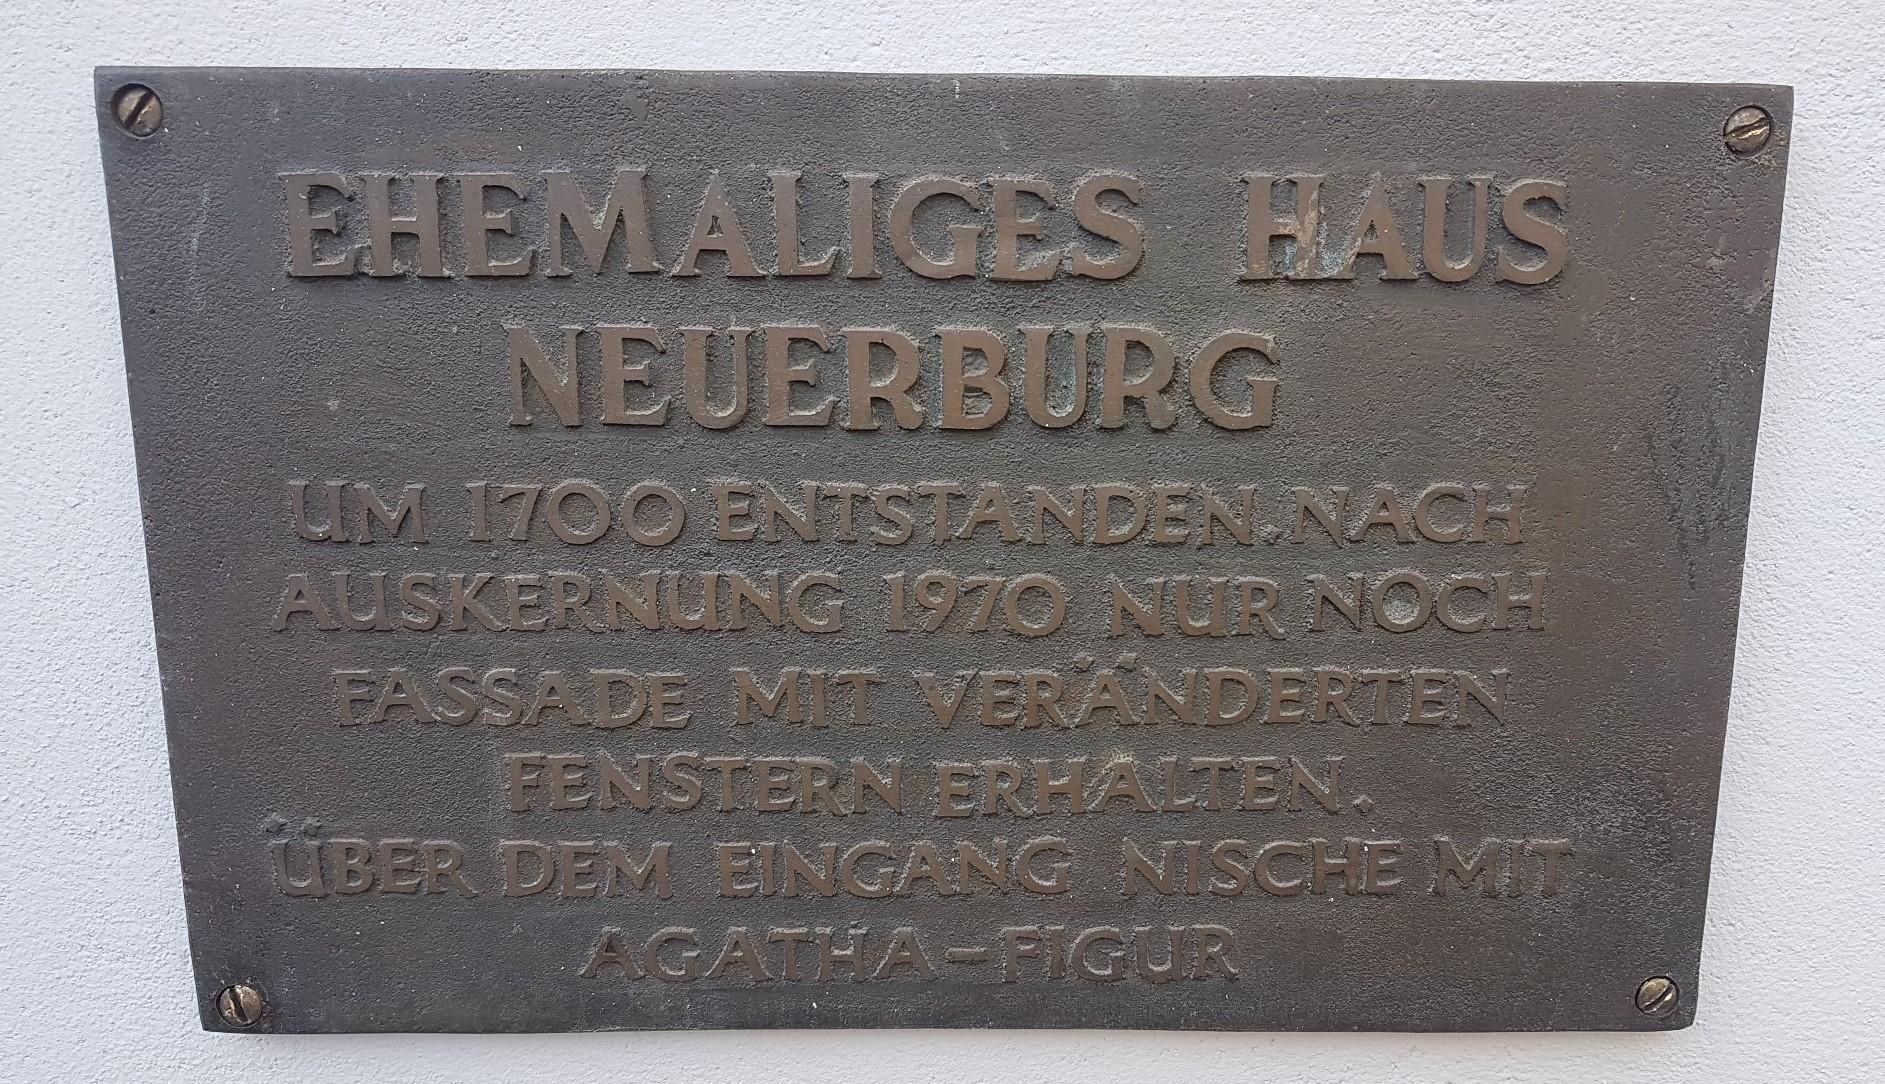 EHEMALIGES HAUS
NEUERBURG
UM 1700 ENTSTANDEN. NACH
AUSKERNUNG 1970 NUR NOCH
FASSADE MIT VERÄNDERTEN
FENSTERN ERHALTEN.
ÜBER DEM EINGANG NISCHE MIT
AGATHA-FIGUR